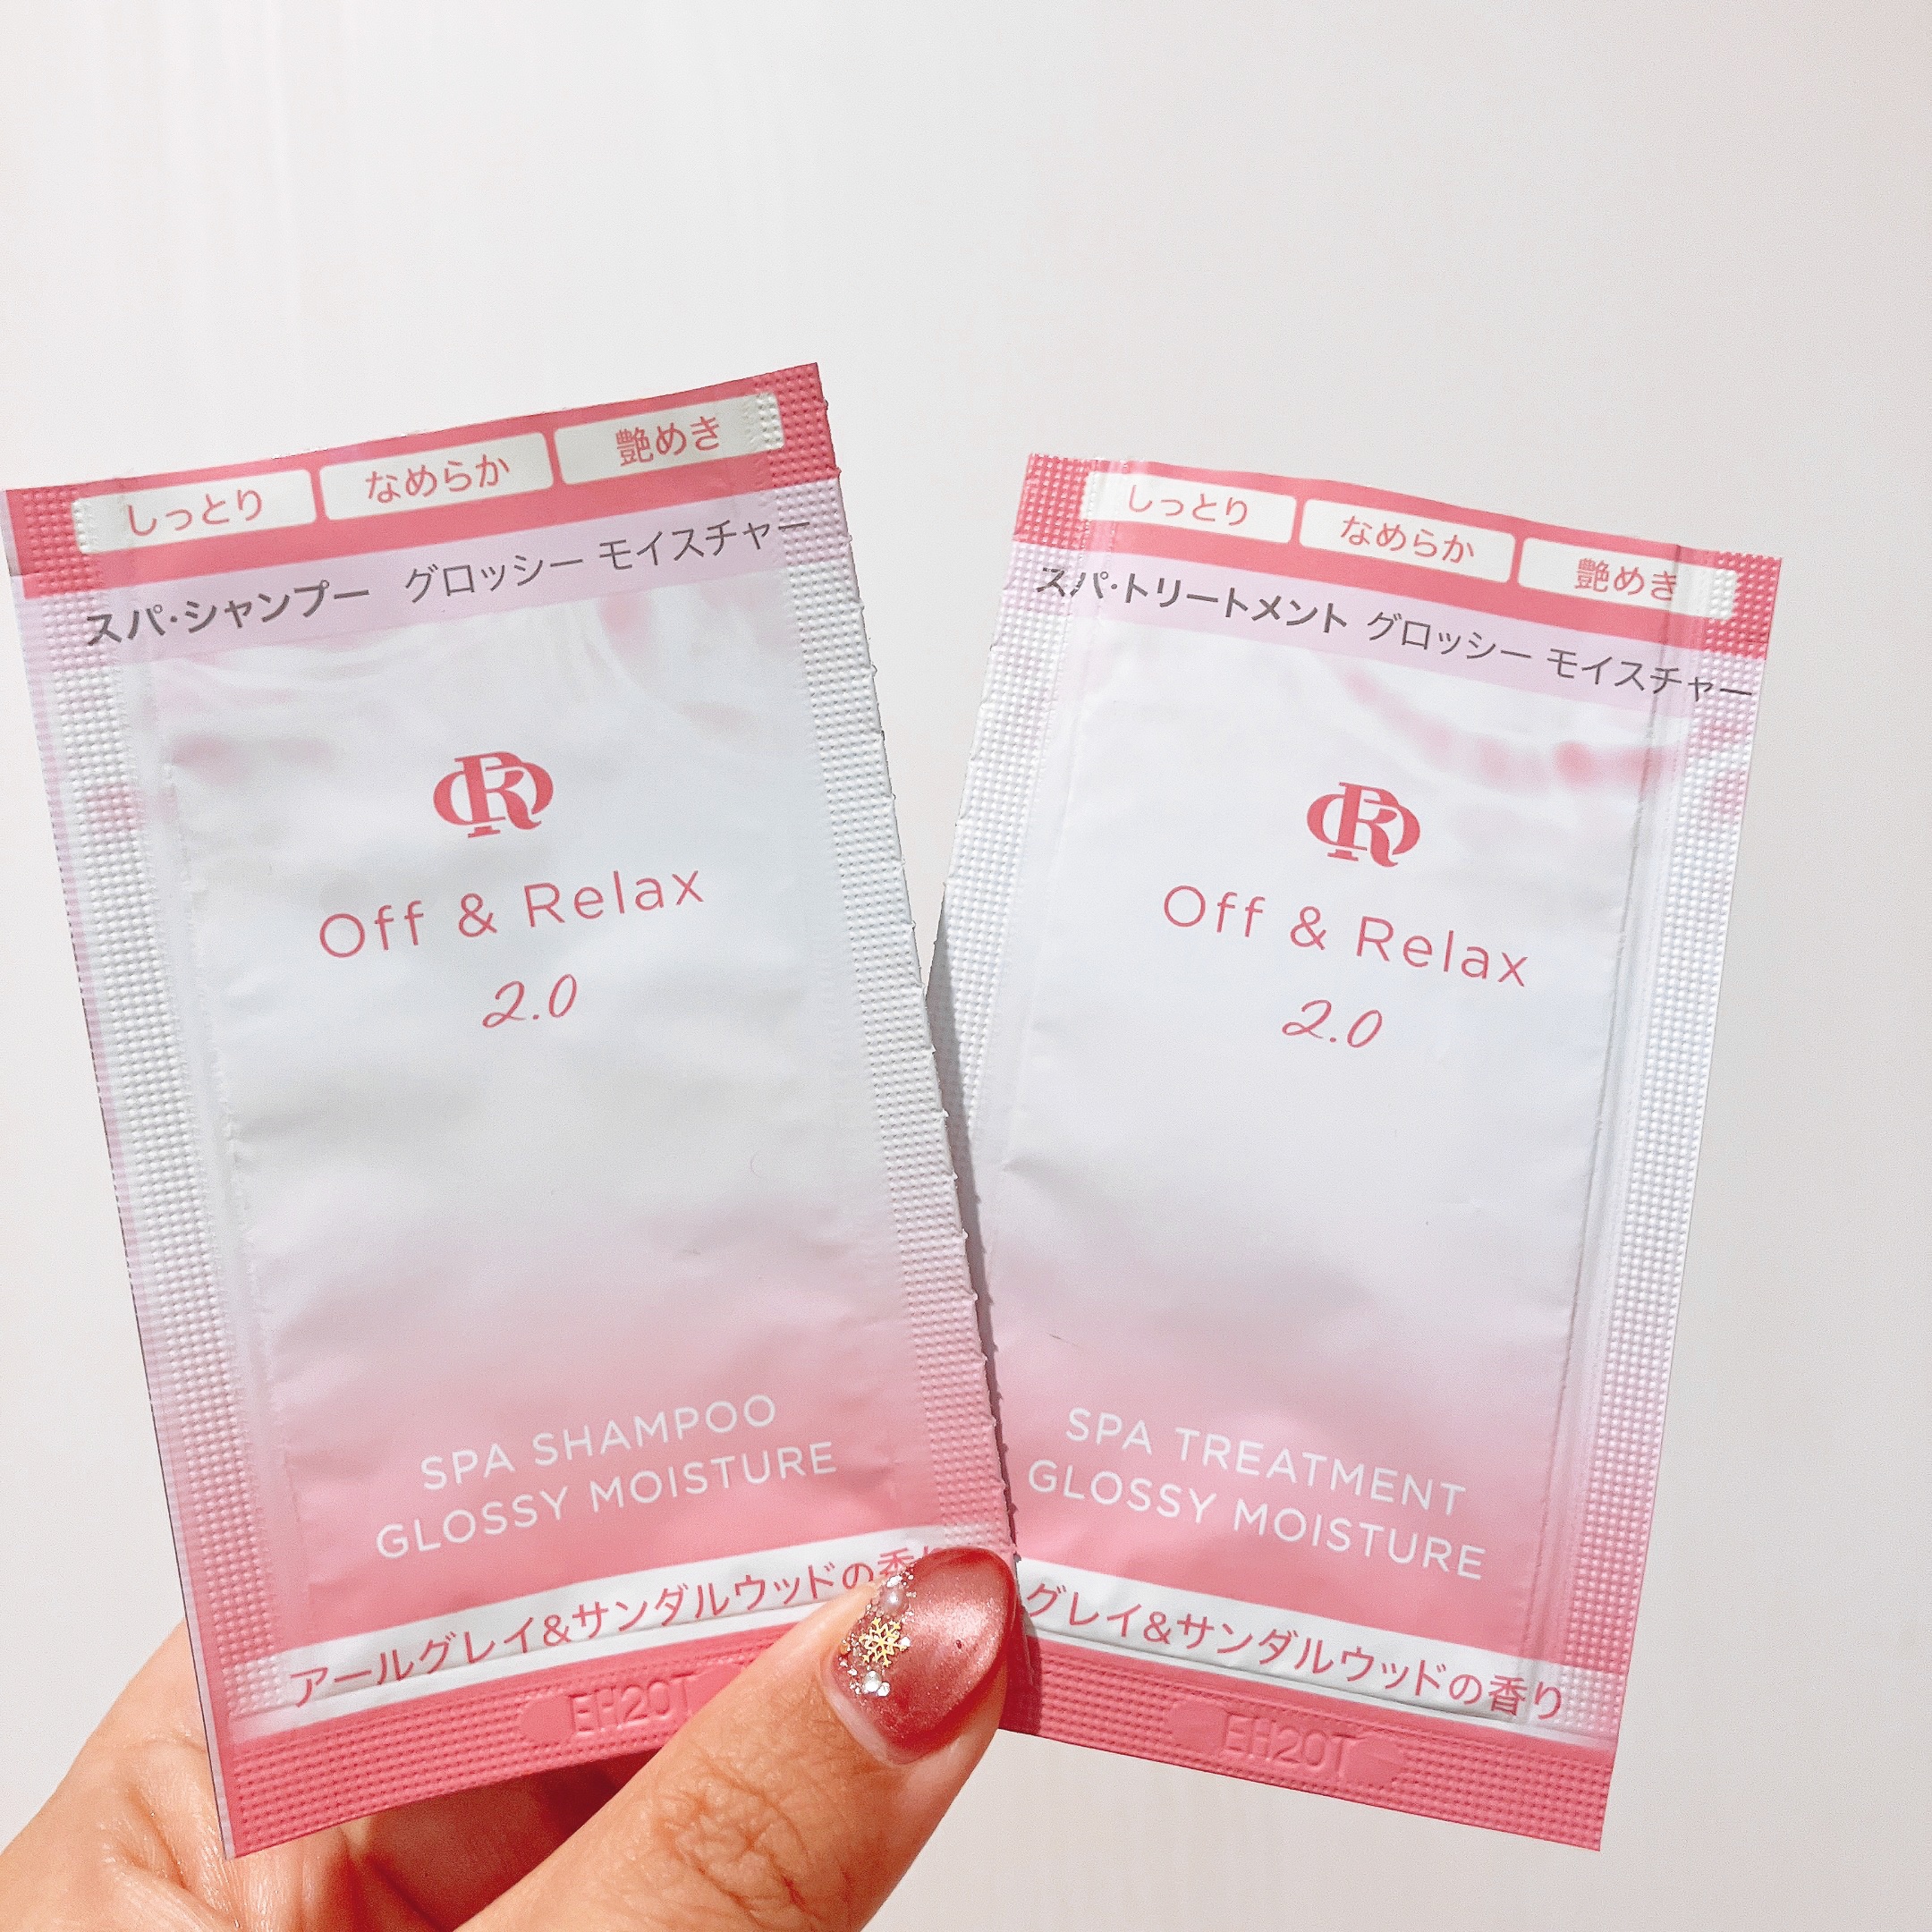 しっとり なめらか 艶めき
スパ・シャンプー グロッシー モイスチャー
Off & Relax
2.0
SPA SHAMPOO
GLOSSY MOISTURE
アールグレイ&サンダルウッドの香り
EH20T
しっとり なめらか 艶めき
スパ・トリートメント グロッシー モイスチャー
Off & Relax
2.0
SPA TREATMENT
GLOSSY MOISTURE
グレイ&サンダルウッドの香り
EH20T